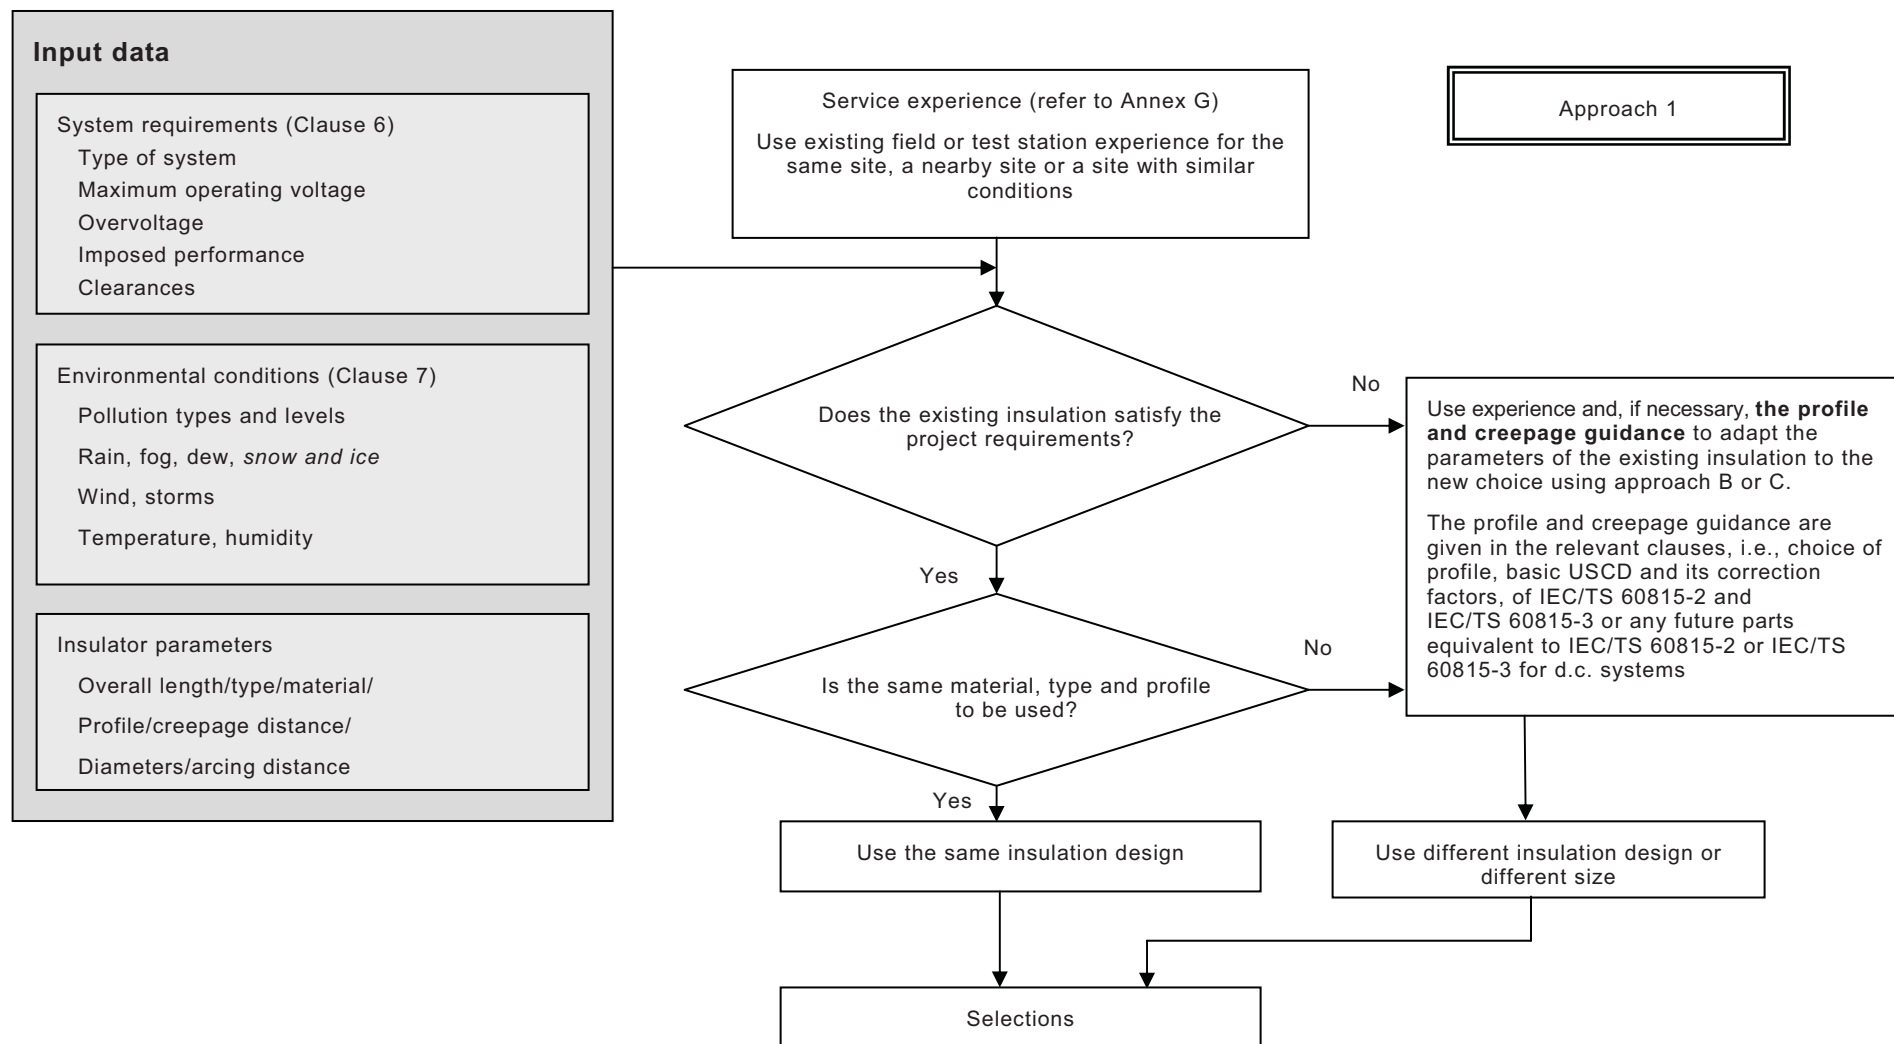 Input data
System requirements (Clause 6)
Type of system
Maximum operating voltage
Overvoltage
Imposed performance
Clearances
Environmental conditions (Clause 7)
Pollution types and levels
Rain, fog, dew, snow and ice
Wind, storms
Temperature, humidity
Insulator parameters
Overall length/type/material/
Profile/creepage distance/
Diameters/arcing distance
Service experience (refer to Annex G)
Use existing field or test station experience for the
same site, a nearby site or a site with similar
conditions
Approach 1
Does the existing insulation satisfy the
project requirements?
No
Yes
Use experience and, if necessary, the profile
and creepage guidance to adapt the
parameters of the existing insulation to the
new choice using approach B or C.
The profile and creepage guidance are
given in the relevant clauses, i.e., choice of
profile, basic USCD and its correction
factors, of IEC/TS 60815-2 and
IEC/TS 60815-3 or any future parts
equivalent to IEC/TS 60815-2 or IEC/TS
60815-3 for d.c. systems
Is the same material, type and profile
to be used?
No
Yes
Use the same insulation design
Use different insulation design or
different size
Selections